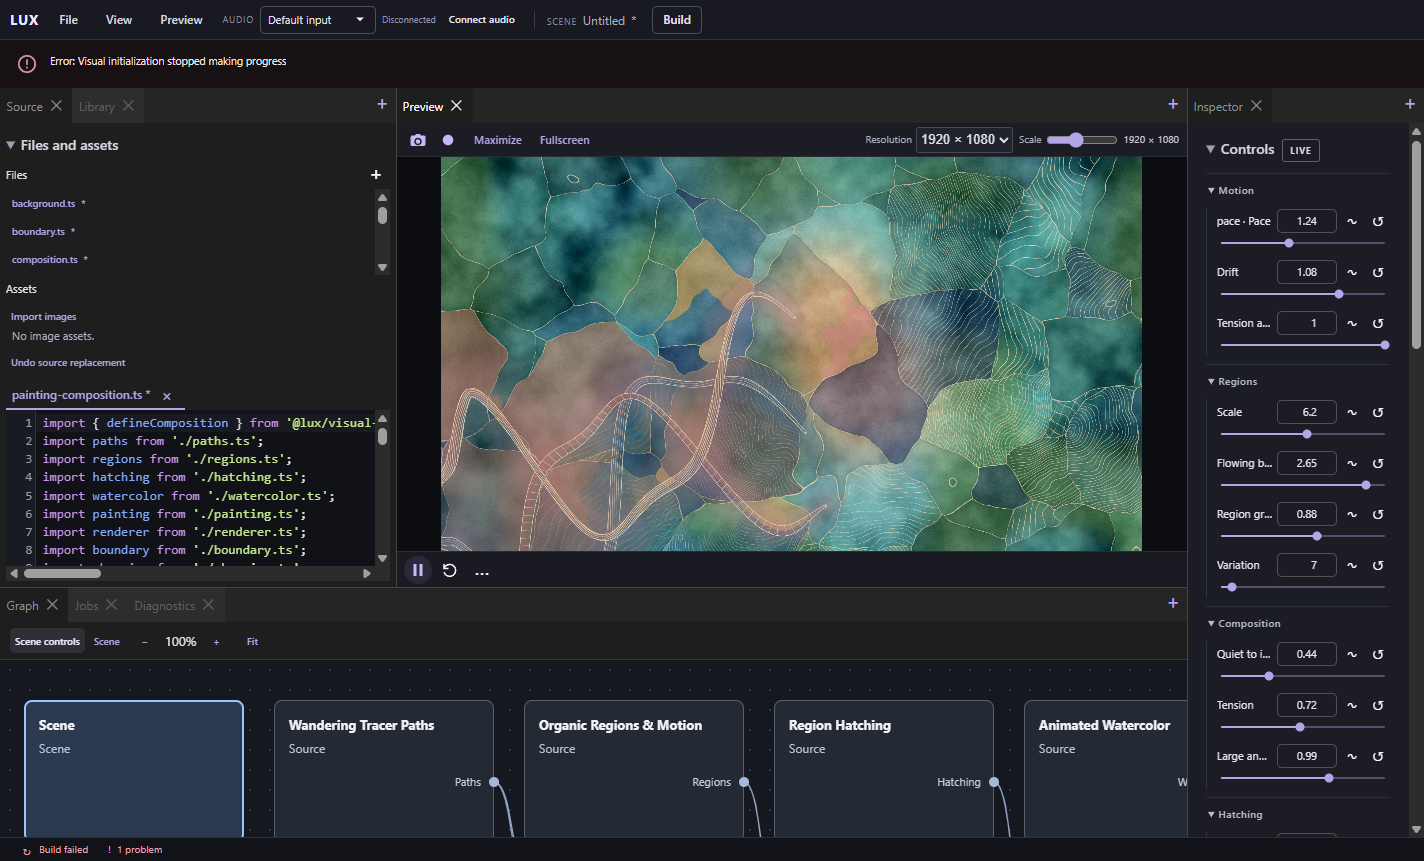 LUX File View Preview AUDIO Default input Disconnected Connect audio SCENE Untitled * Build
Error: Visual initialization stopped making progress
Source Library
Files and assets
Files
background.ts *
boundary.ts *
composition.ts *
Assets
Import images
No image assets.
Undo source replacement
painting-composition.ts *
1 import { defineComposition } from '@lux/visual-
2 import paths from './paths.ts';
3 import regions from './regions.ts';
4 import hatching from './hatching.ts';
5 import watercolor from './watercolor.ts';
6 import painting from './painting.ts';
7 import renderer from './renderer.ts';
8 import boundary from './boundary.ts';
Preview
Maximize Fullscreen Resolution 1920 × 1080 Scale 1920 × 1080
Graph Jobs Diagnostics
Scene controls Scene − 100% + Fit
Scene
Scene
Wandering Tracer Paths
Source
Paths
Organic Regions & Motion
Source
Regions
Region Hatching
Source
Hatching
Animated Watercolor
Source
W
Inspector
Controls LIVE
Motion
pace · Pace 1.24
Drift 1.08
Tension a... 1
Regions
Scale 6.2
Flowing b... 2.65
Region gr... 0.88
Variation 7
Composition
Quiet to i... 0.44
Tension 0.72
Large an... 0.99
Hatching
Build failed ! 1 problem